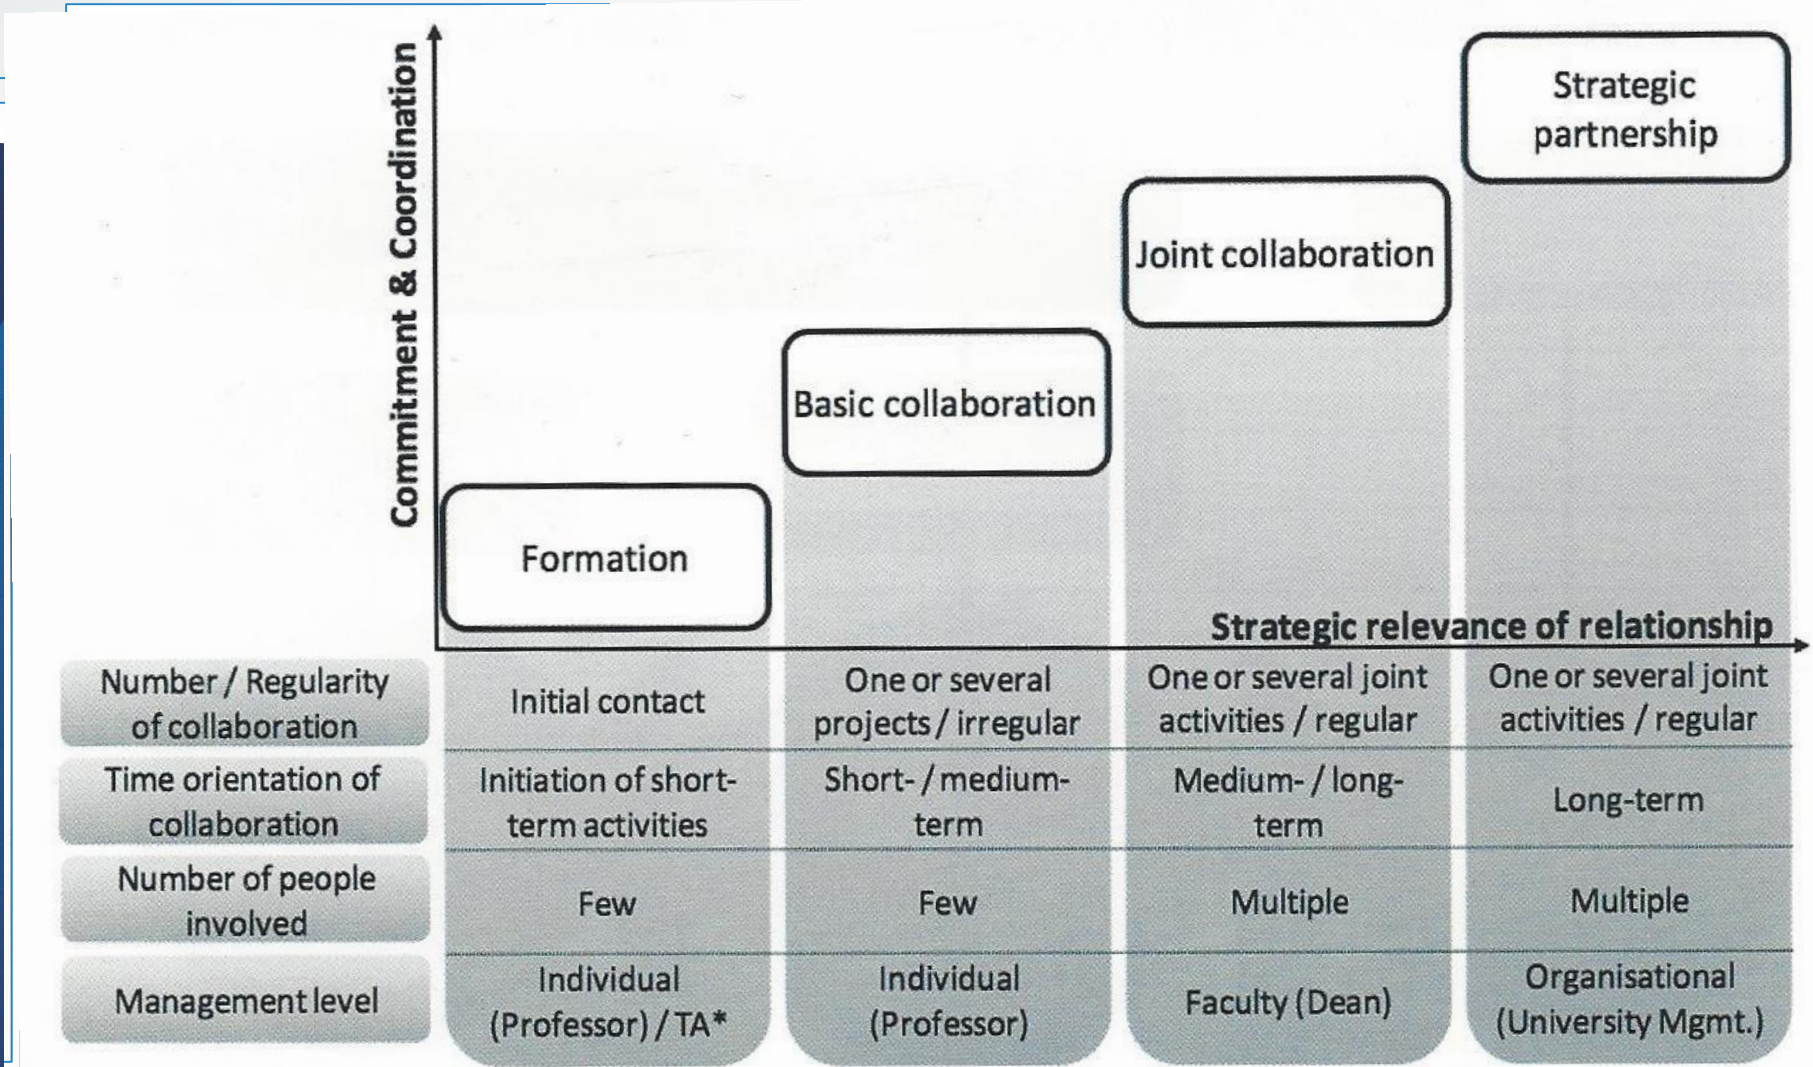 Commitment & Coordination
Strategic
partnership
Joint collaboration
Basic collaboration
Formation
Strategic relevance of relationship
Number / Regularity
of collaboration
Initial contact
One or several
projects / irregular
One or several joint
activities / regular
One or several joint
activities / regular
Time orientation of
collaboration
Initiation of short-
term activities
Short- / medium-
term
Medium- / long-
term
Long-term
Number of people
involved
Few
Few
Multiple
Multiple
Management level
Individual
(Professor) / TA*
Individual
(Professor)
Faculty (Dean)
Organisational
(University Mgmt.)